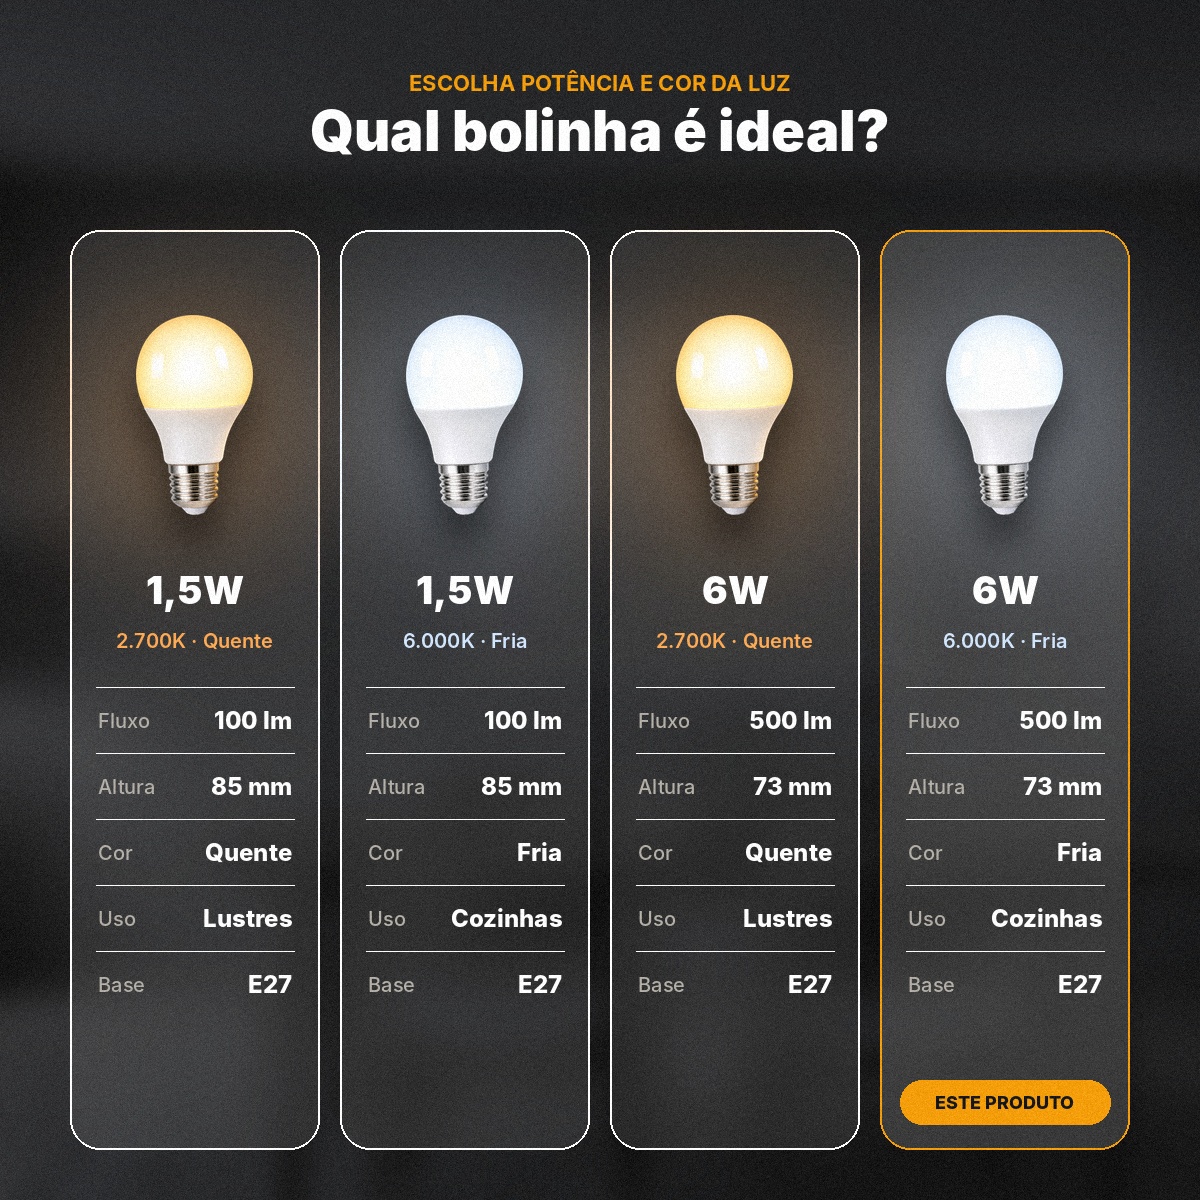 ESCOLHA POTÊNCIA E COR DA LUZ
Qual bolinha é ideal?
1,5W
2.700K · Quente
Fluxo 100 lm
Altura 85 mm
Cor Quente
Uso Lustres
Base E27
1,5W
6.000K · Fria
Fluxo 100 lm
Altura 85 mm
Cor Fria
Uso Cozinhas
Base E27
6W
2.700K · Quente
Fluxo 500 lm
Altura 73 mm
Cor Quente
Uso Lustres
Base E27
6W
6.000K · Fria
Fluxo 500 lm
Altura 73 mm
Cor Fria
Uso Cozinhas
Base E27
ESTE PRODUTO